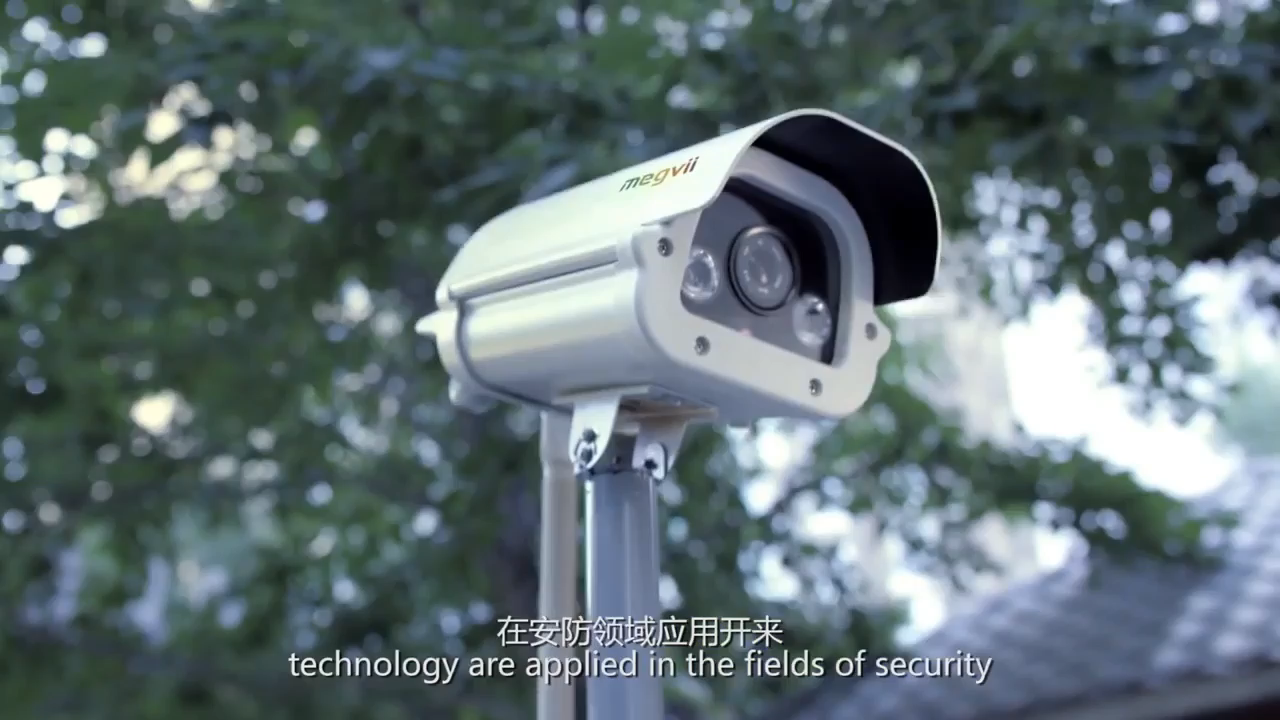 megvii
在安防领域应用开来
technology are applied in the fields of security